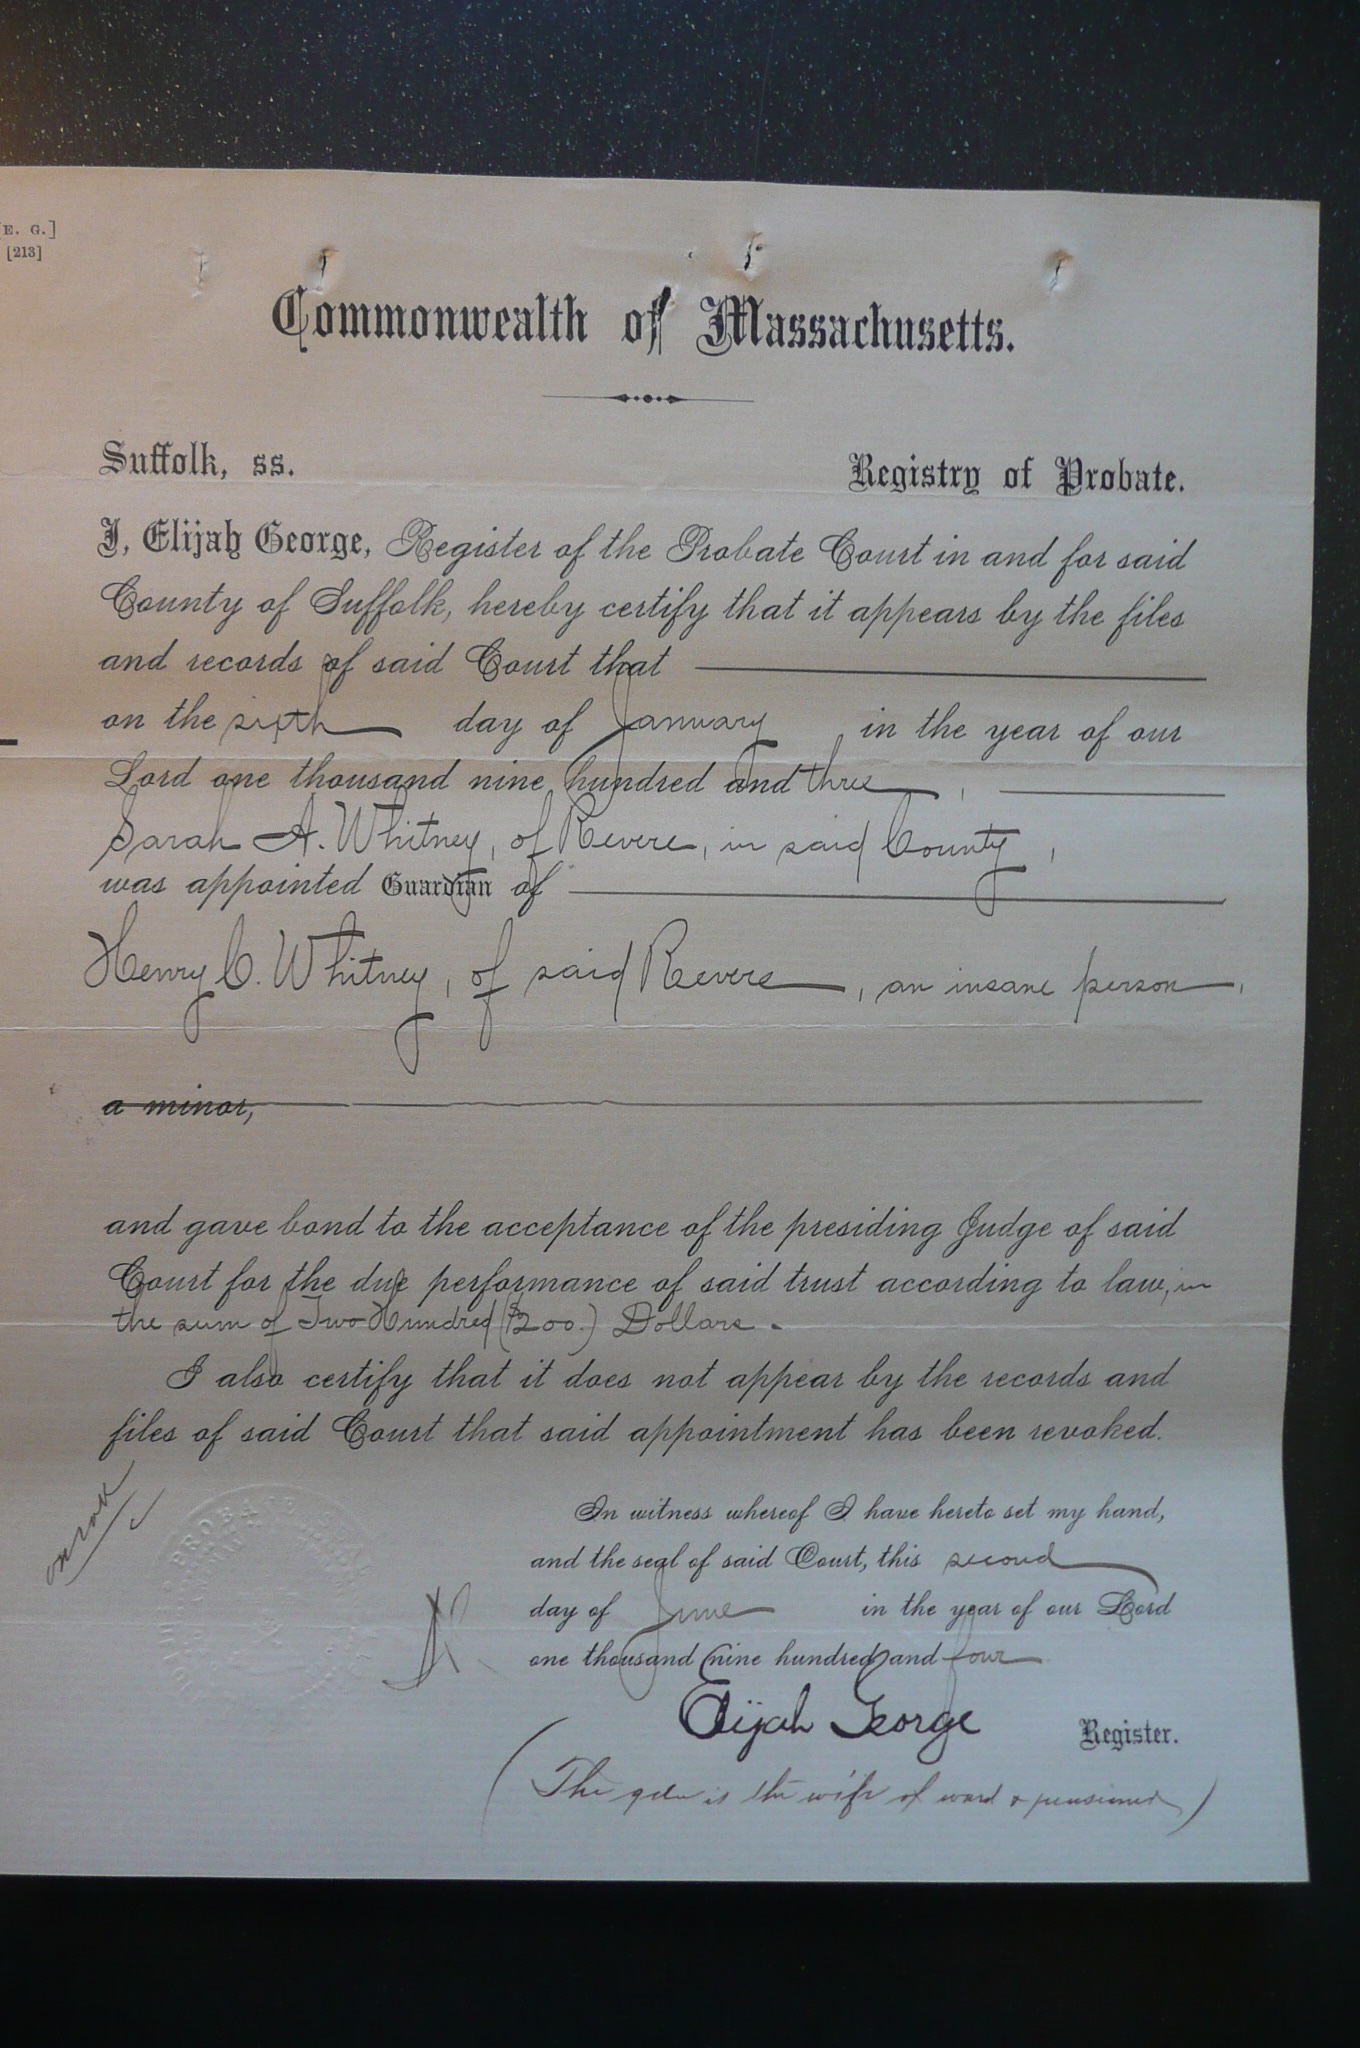 [E. G.]
[213]
Commonwealth of Massachusetts.
Suffolk, ss.
Registry of Probate.
I, Elijah George, Register of the Probate Court in and for said
County of Suffolk, hereby certify that it appears by the files
and records of said Court that
on the sixth day of January in the year of our
Lord one thousand nine hundred and three,
Sarah A. Whitney, of Revere, in said County,
was appointed Guardian of
Henry C. Whitney, of said Revere, an insane person,
a minor,
and gave bond to the acceptance of the presiding Judge of said
Court for the due performance of said trust according to law, in
the sum of Two Hundred ($200.) Dollars.
I also certify that it does not appear by the records and
files of said Court that said appointment has been revoked.
In witness whereof I have hereto set my hand,
and the seal of said Court, this second
day of June in the year of our Lord
one thousand nine hundred and four
Elijah George Register.
(The gdn is the wife of ward & pensioner)